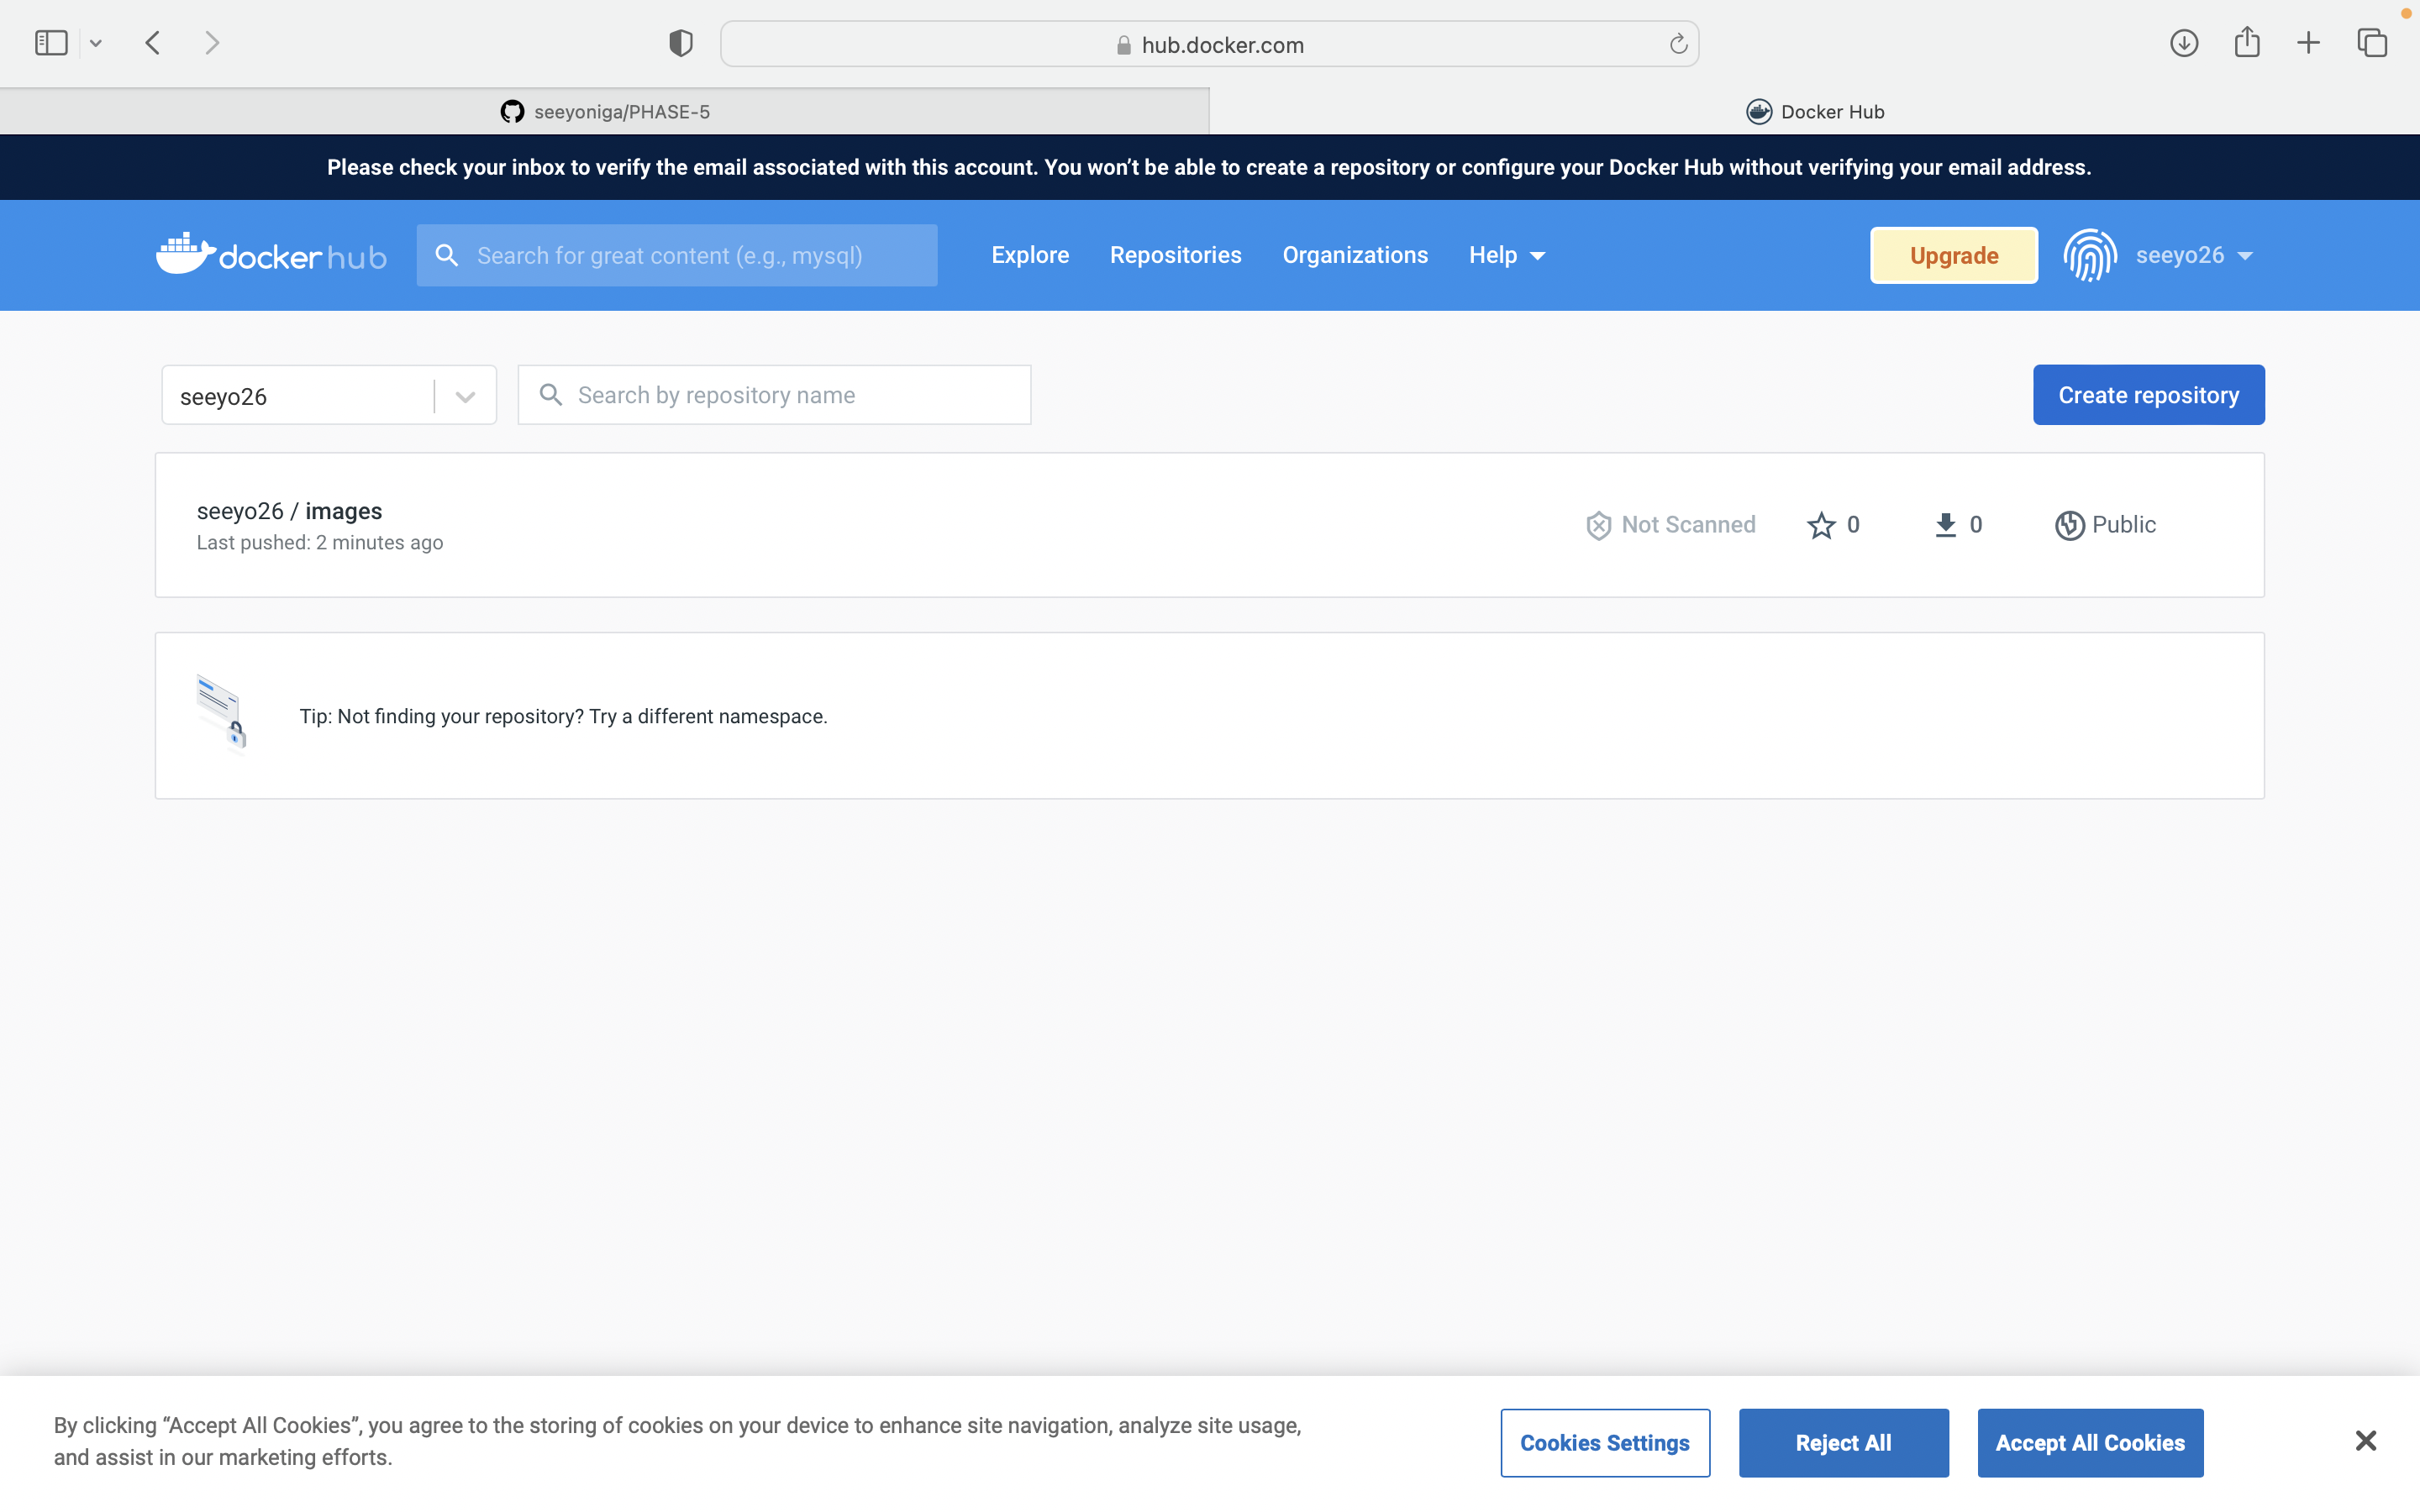 hub.docker.com
seeyoniga/PHASE-5
Docker Hub
Please check your inbox to verify the email associated with this account. You won’t be able to create a repository or configure your Docker Hub without verifying your email address.
docker hub
Search for great content (e.g., mysql)
Explore
Repositories
Organizations
Help
Upgrade
seeyo26
seeyo26
Search by repository name
Create repository
seeyo26 / images
Last pushed: 2 minutes ago
Not Scanned
0
0
Public
Tip: Not finding your repository? Try a different namespace.
By clicking “Accept All Cookies”, you agree to the storing of cookies on your device to enhance site navigation, analyze site usage,
and assist in our marketing efforts.
Cookies Settings
Reject All
Accept All Cookies